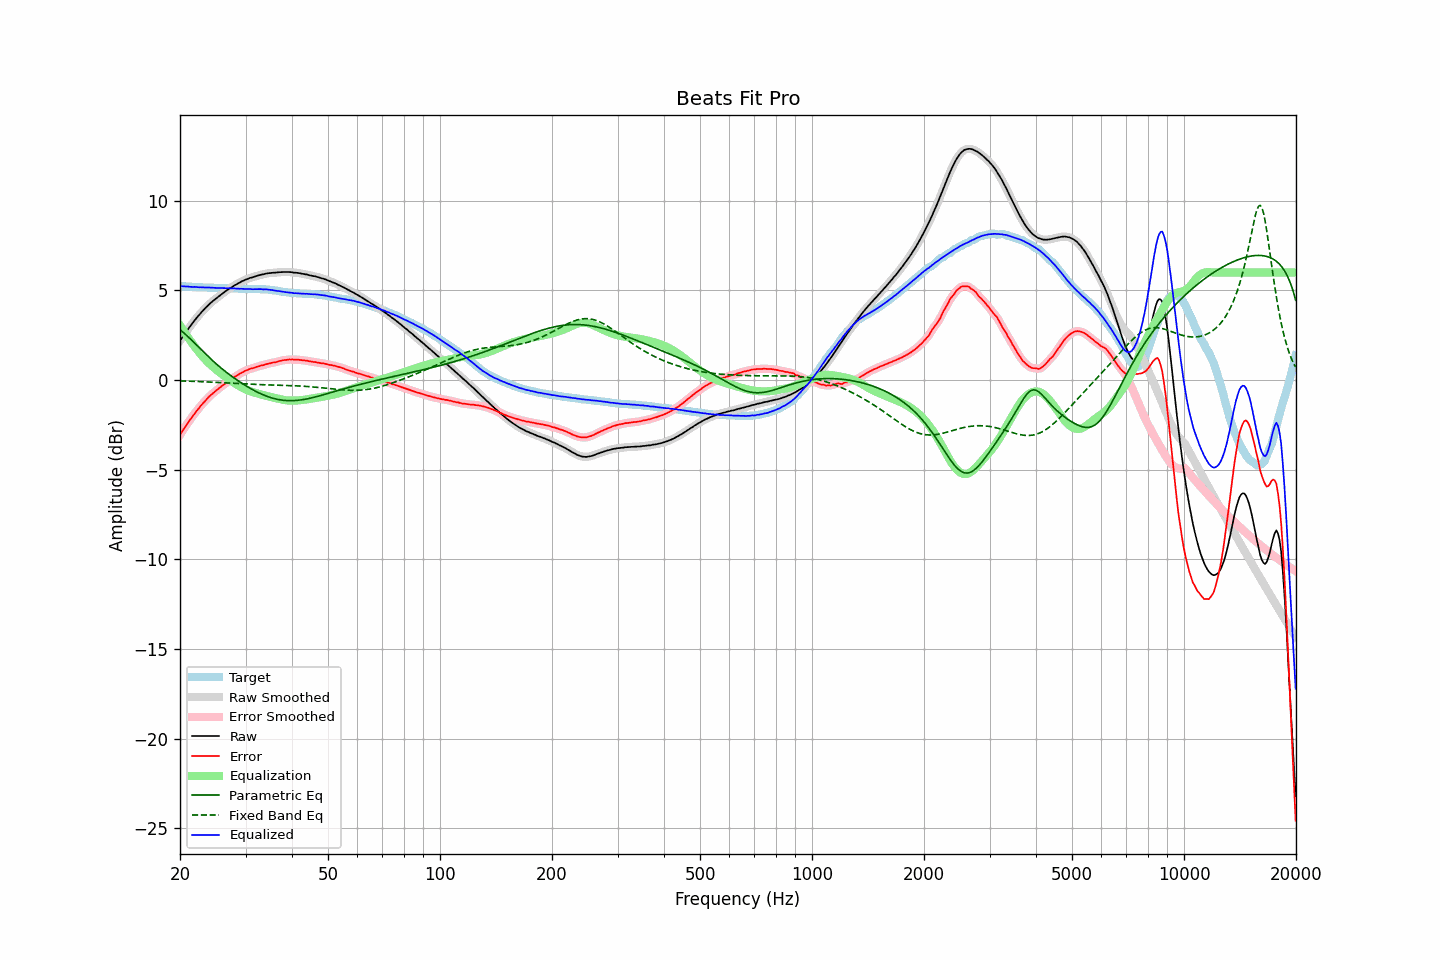 Beats Fit Pro
Amplitude (dBr)
10
5
0
−5
−10
−15
−20
−25
Target
Raw Smoothed
Error Smoothed
Raw
Error
Equalization
Parametric Eq
Fixed Band Eq
Equalized
20 50 100 200 500 1000 2000 5000 10000 20000
Frequency (Hz)